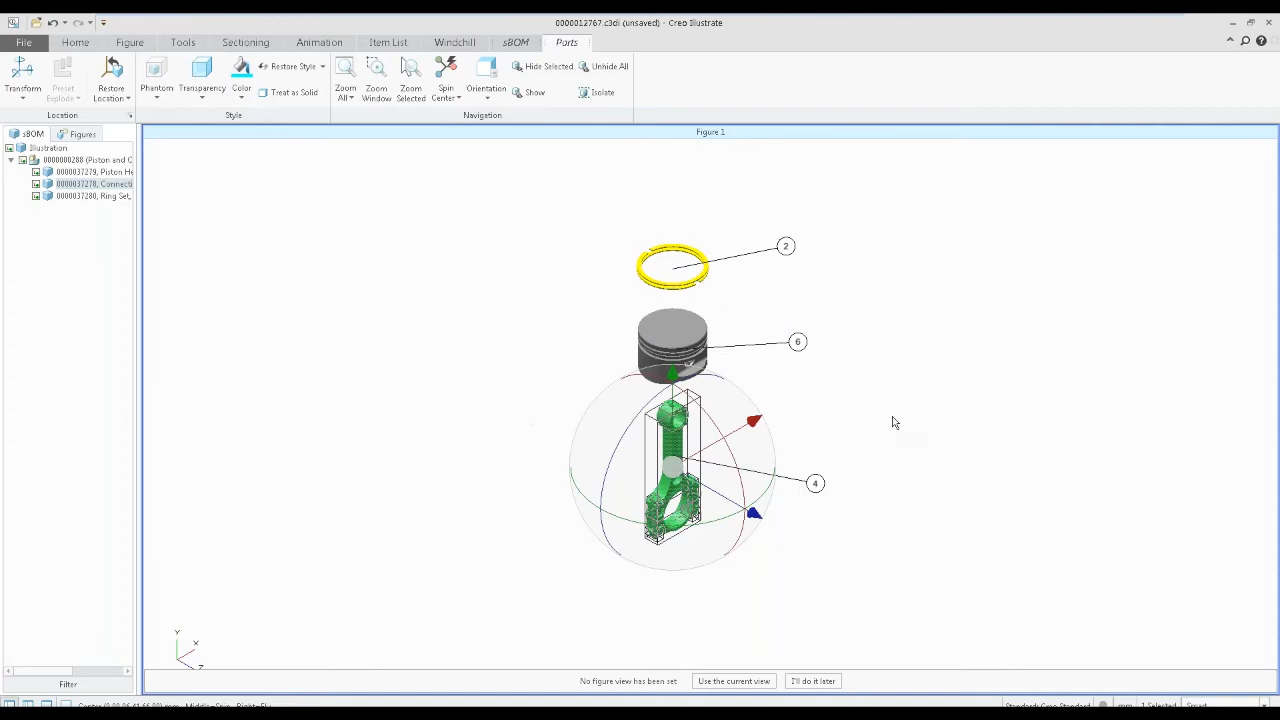 0000012767.c3di (unsaved) - Creo Illustrate
File Home Figure Tools Sectioning Animation Item List Windchill sBOM Parts
Transform Preset Explode Restore Location Location
Phantom Transparency Color Restore Style Treat as Solid Style
Zoom All Zoom Window Zoom Selected Spin Center Orientation Hide Selected Unhide All Show Isolate Navigation
sBOM Figures
Figure 1
Illustration
0000000288 (Piston and C
0000037279, Piston He
0000037278, Connecti
0000037280, Ring Set,
2
6
4
Y
X
Z
Filter
No figure view has been set Use the current view I'll do it later